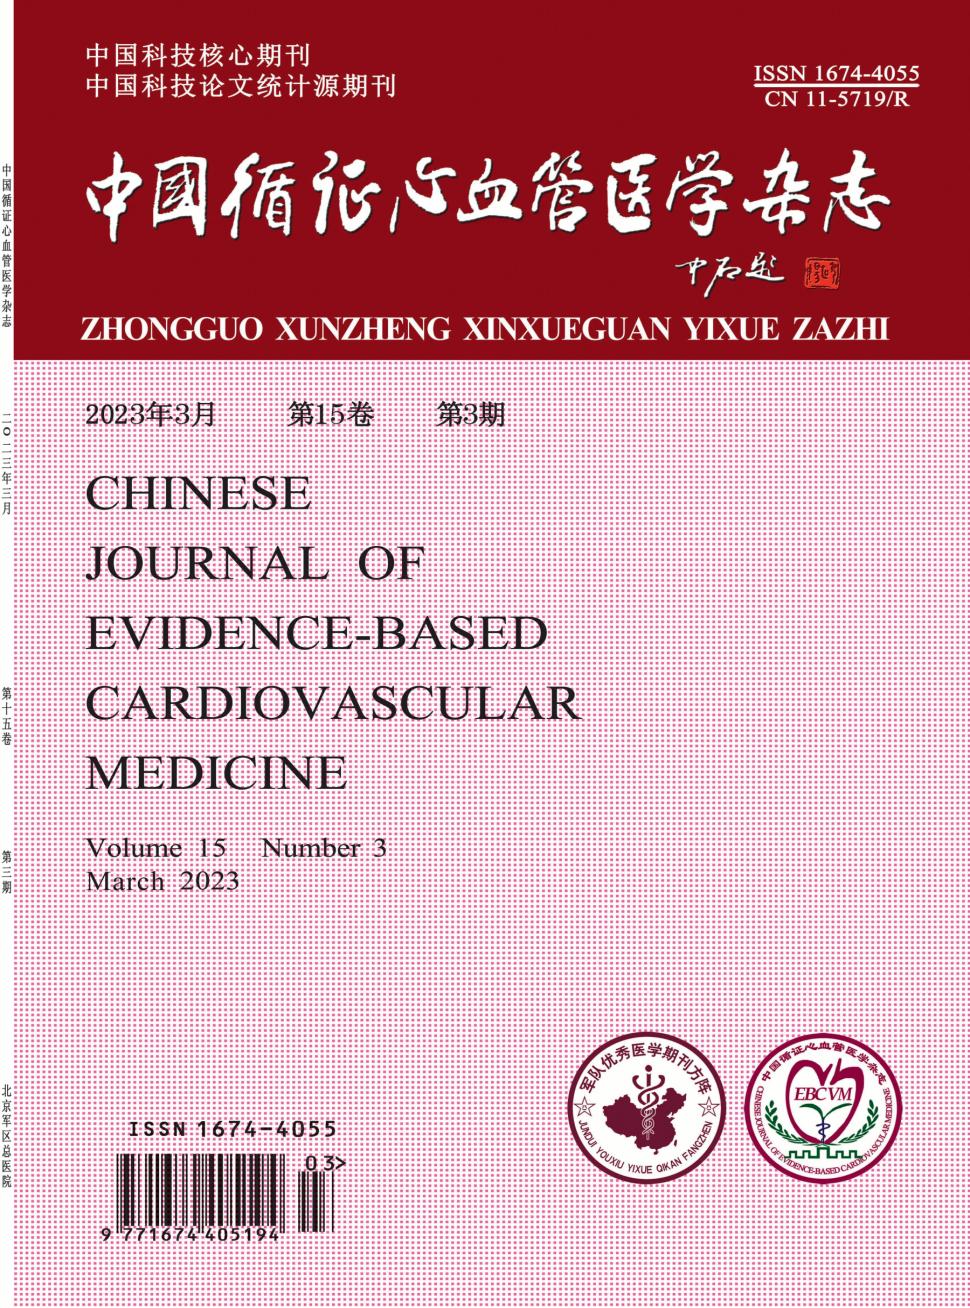 中国科技核心期刊
中国科技论文统计源期刊
ISSN 1674-4055
CN 11-5719/R
中國循证心血管医学杂志
中石题
ZHONGGUO XUNZHENG XINXUEGUAN YIXUE ZAZHI
2023年3月 第15卷 第3期
CHINESE
JOURNAL OF
EVIDENCE-BASED
CARDIOVASCULAR
MEDICINE
Volume 15 Number 3
March 2023
军队优秀医学期刊方阵
JUNDUI YOUXIU YIXUE QIKAN FANGZHEN
中国循证心血管医学杂志
EBCVM
CHINESE JOURNAL OF EVIDENCE-BASED CARDIOVASCULAR MEDICINE
ISSN 1674-4055
03>
9 771674 405194
中国循证心血管医学杂志
二〇二三年三月
第十五卷
第三期
北京军区总医院